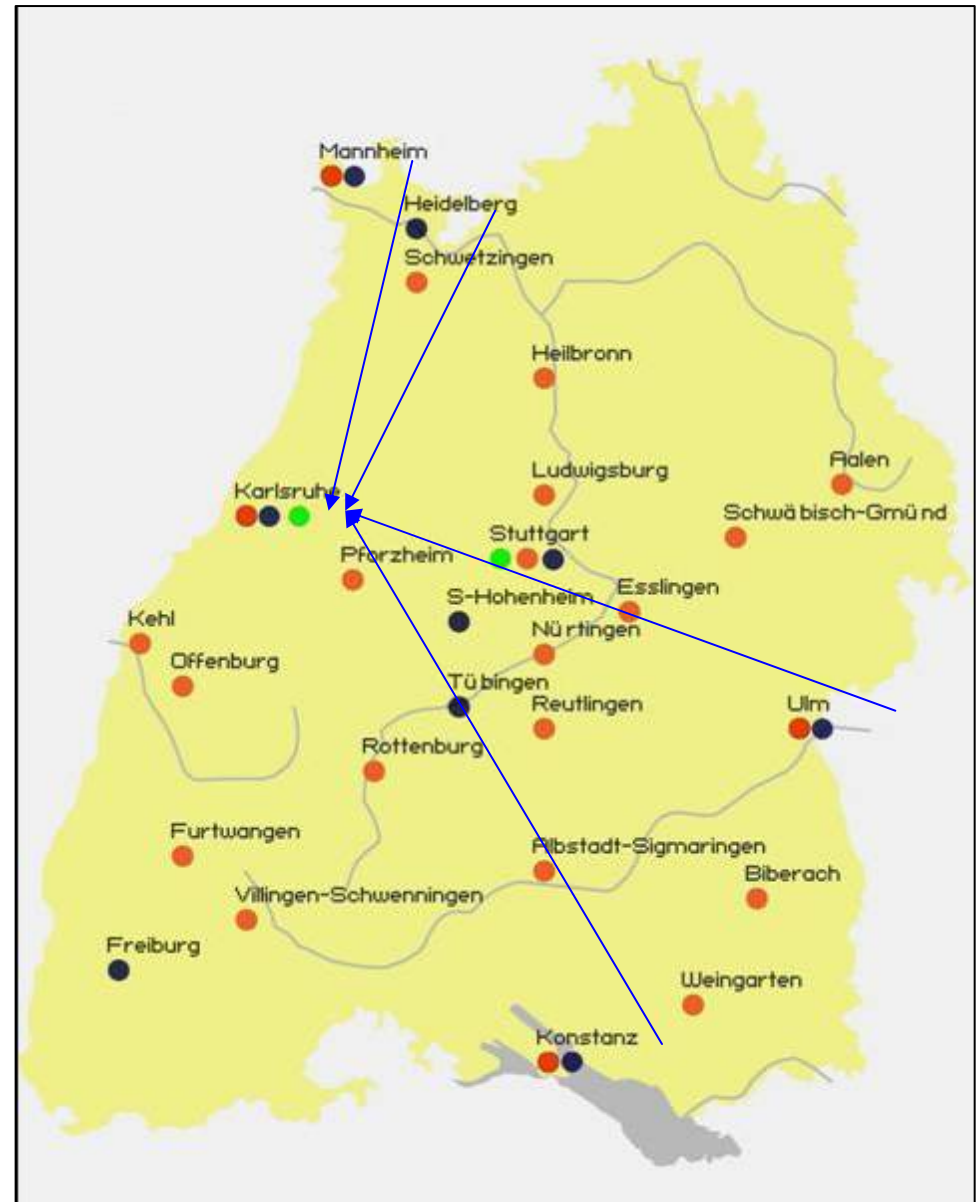 Mannheim
Heidelberg
Schwetzingen
Heilbronn
Aalen
Ludwigsburg
Karlsruhe
Schwäbisch-Gmünd
Stuttgart
Pforzheim
Esslingen
S-Hohenheim
Kehl
Nürtingen
Offenburg
Tübingen
Reutlingen
Ulm
Rottenburg
Furtwangen
Albstadt-Sigmaringen
Biberach
Villingen-Schwenningen
Freiburg
Weingarten
Konstanz